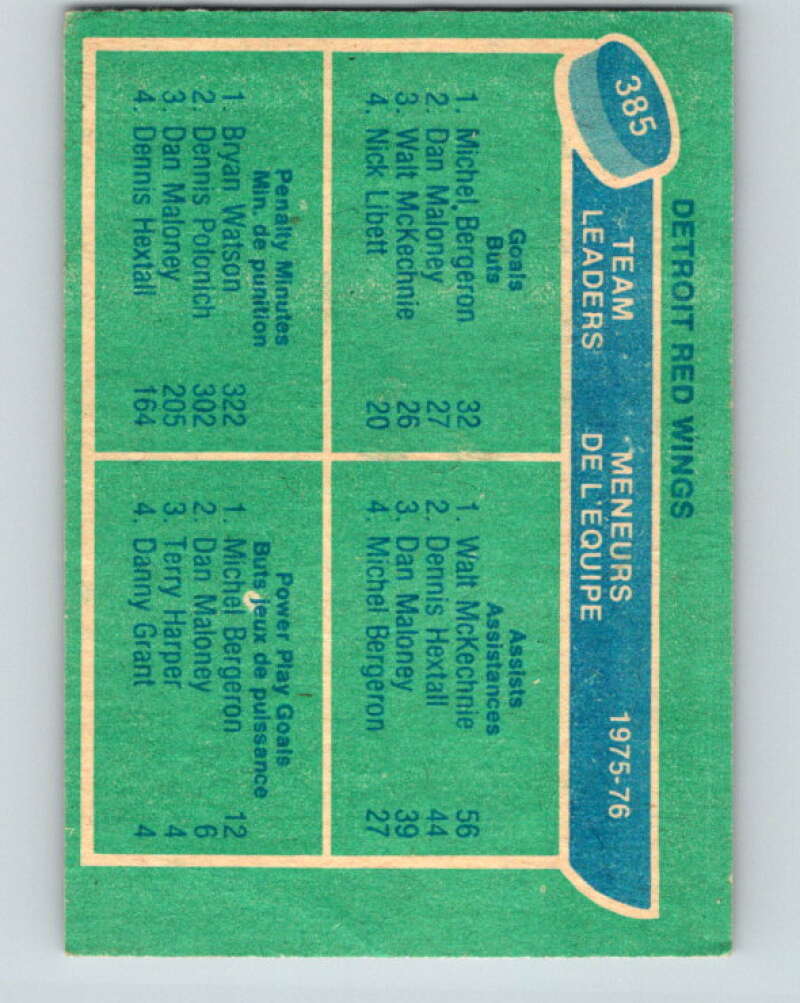 DETROIT RED WINGS
385
TEAM LEADERS
MENEURS DE L'EQUIPE
1975-76
Goals
Buts
1. Michel Bergeron 32
2. Dan Maloney 27
3. Walt McKechnie 26
4. Nick Libett 20
Assists
Assistances
1. Walt McKechnie 56
2. Dennis Hextall 44
3. Dan Maloney 39
4. Michel Bergeron 27
Penalty Minutes
Min. de punition
1. Bryan Watson 322
2. Dennis Polonich 302
3. Dan Maloney 205
4. Dennis Hextall 164
Power Play Goals
Buts jeux de puissance
1. Michel Bergeron 12
2. Dan Maloney 6
3. Terry Harper 4
4. Danny Grant 4